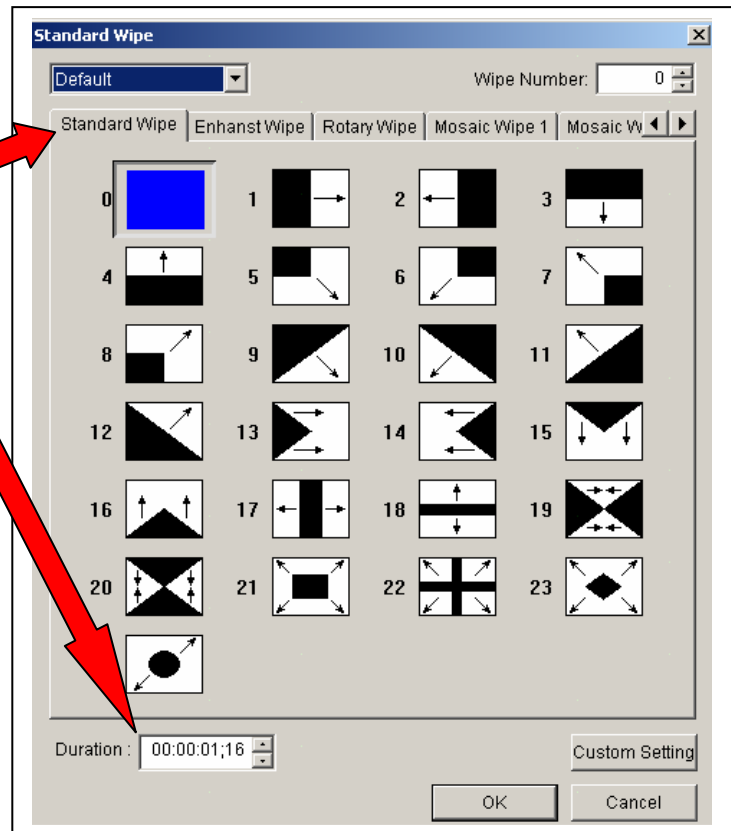 Standard Wipe
Default Wipe Number: 0
Standard Wipe Enhanst Wipe Rotary Wipe Mosaic Wipe 1 Mosaic W
0 1 2 3
4 5 6 7
8 9 10 11
12 13 14 15
16 17 18 19
20 21 22 23
Duration : 00:00:01;16 Custom Setting
OK Cancel